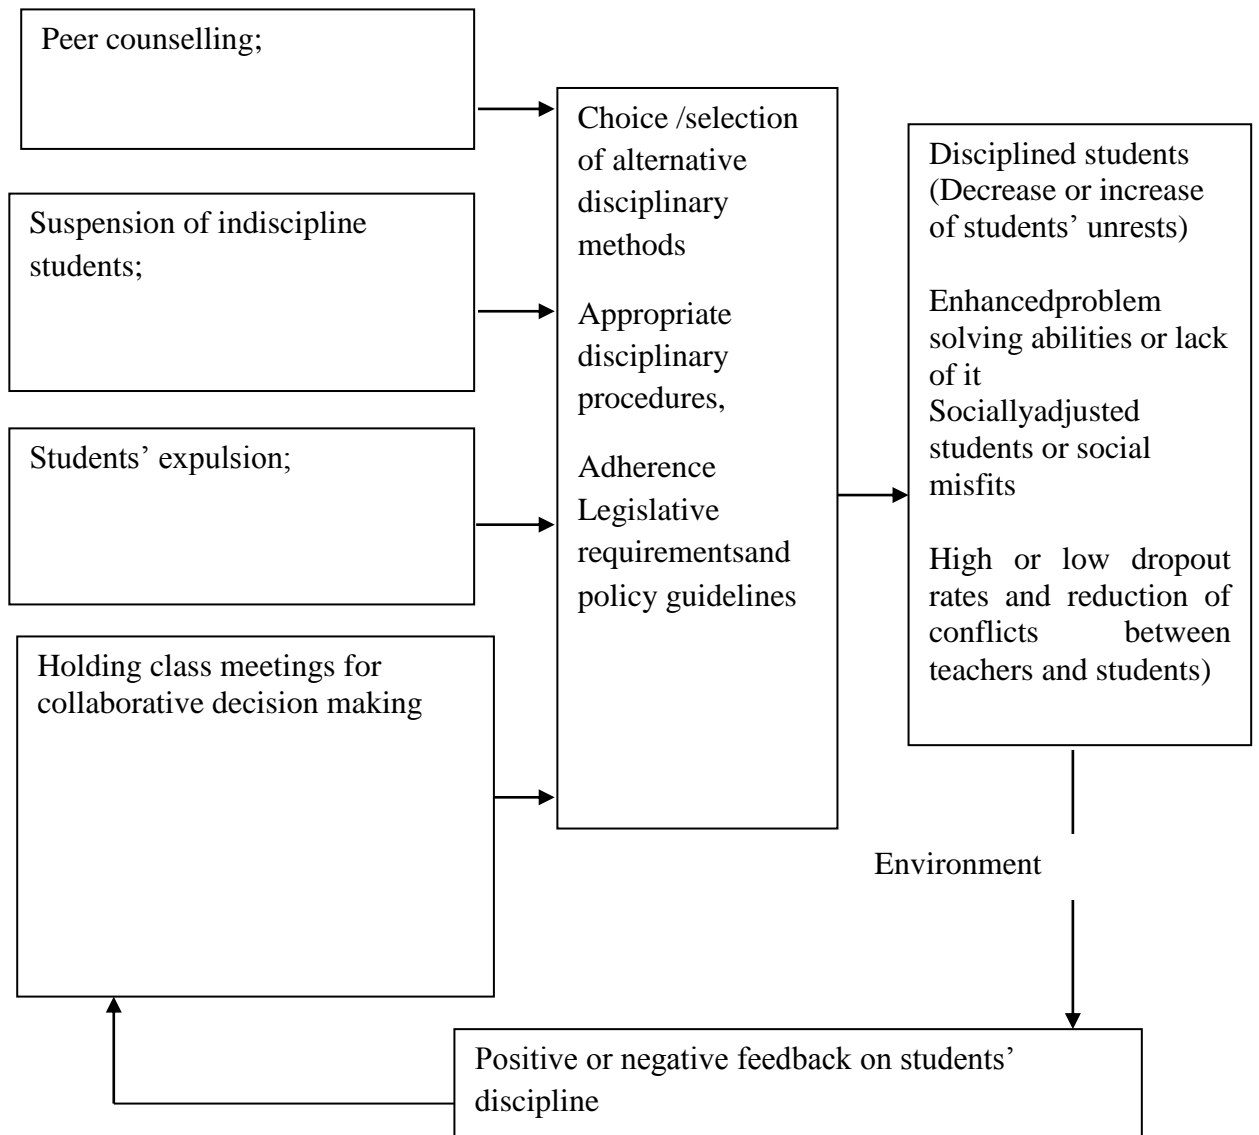 Peer counselling;
Suspension of indiscipline
students;
Students’ expulsion;
Holding class meetings for
collaborative decision making
Choice /selection
of alternative
disciplinary
methods
Appropriate
disciplinary
procedures,
Adherence
Legislative
requirementsand
policy guidelines
Disciplined students
(Decrease or increase
of students’ unrests)
Enhancedproblem
solving abilities or lack
of it
Sociallyadjusted
students or social
misfits
High or low dropout
rates and reduction of
conflicts between
teachers and students)
Environment
Positive or negative feedback on students’
discipline